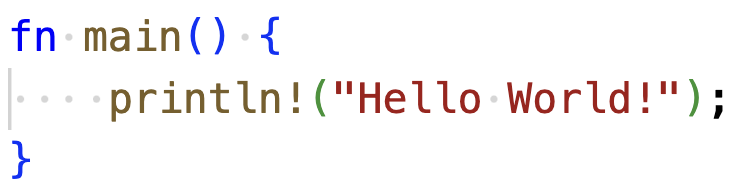 fn main() {
    println!("Hello World!");
}